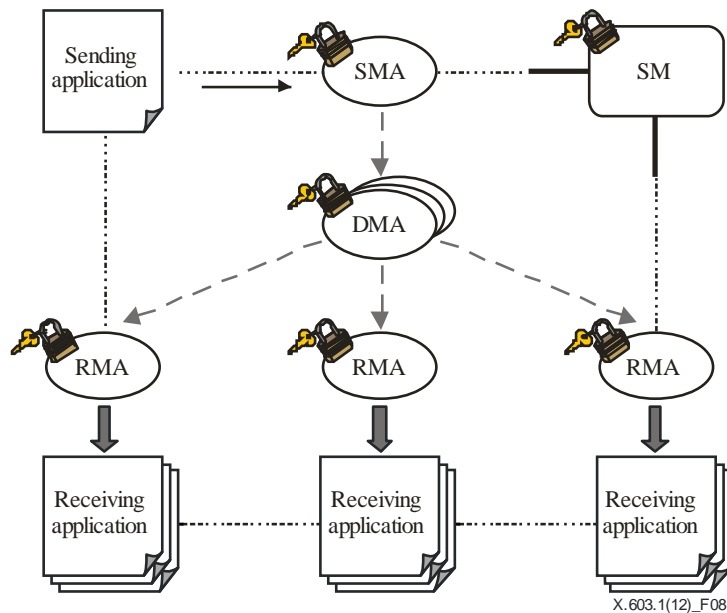 Sending
application
SMA
SM
DMA
RMA
RMA
RMA
Receiving
application
Receiving
application
Receiving
application
X.603.1(12)_F08